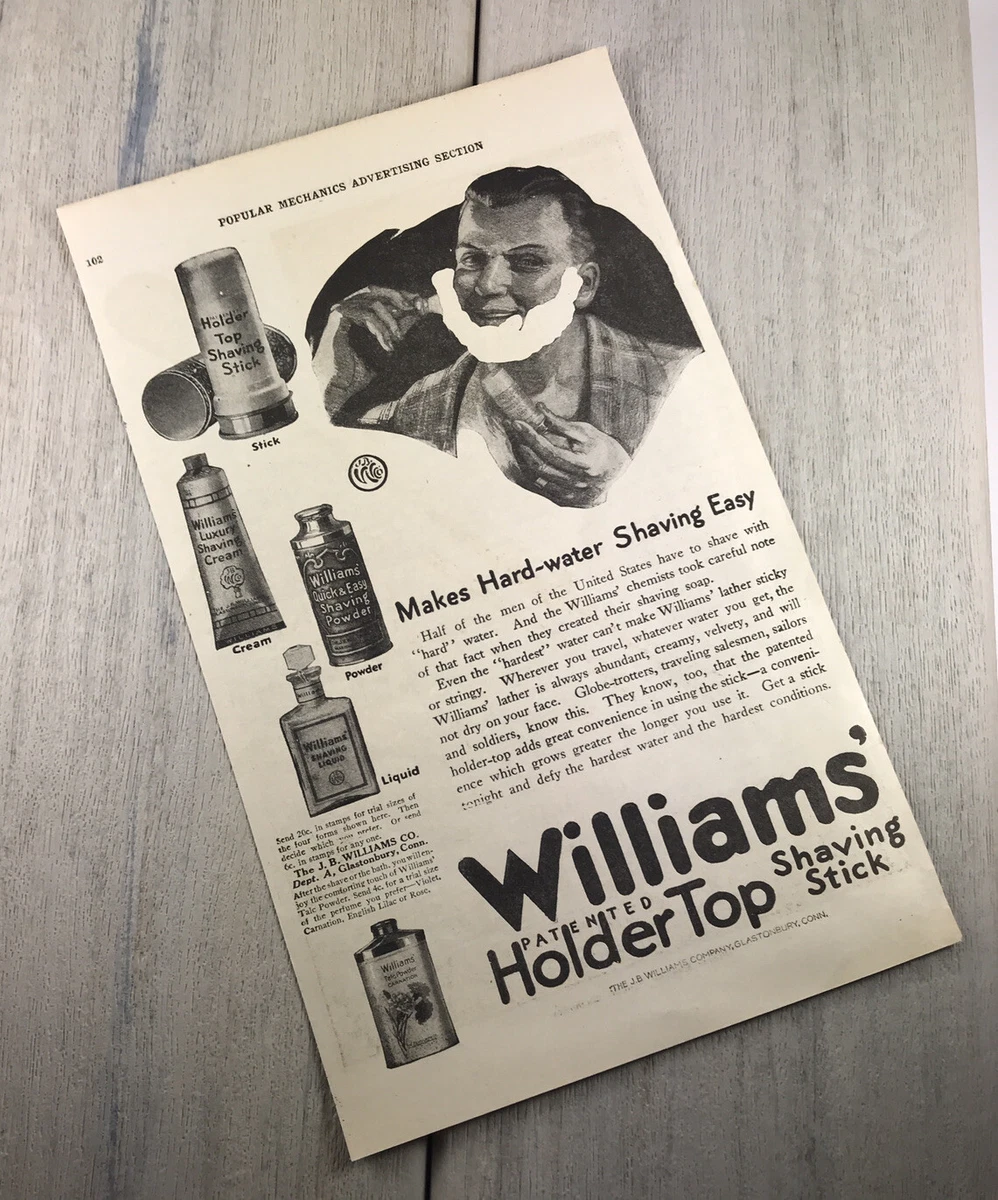 POPULAR MECHANICS ADVERTISING SECTION
102
Holder
Top
Shaving
Stick
Stick
Williams'
Luxury
Shaving
Cream
WILLIAMS
Cream
Williams'
Quick & Easy
Shaving
Powder
Powder
Williams'
SHAVING
LIQUID
Liquid
Makes Hard-water Shaving Easy
Half of the men of the United States have to shave with
"hard" water. And the Williams' chemists took careful note
of that fact when they created their shaving soap.
Even the "hardest" water can't make Williams' lather sticky
or stringy. Wherever you travel, whatever water you get, the
Williams' lather is always abundant, creamy, velvety, and will
not dry on your face. Globe-trotters, traveling salesmen, sailors
and soldiers, know this. They know, too, that the patented
holder-top adds great convenience in using the stick—a conveni-
ence which grows greater the longer you use it. Get a stick
tonight and defy the hardest water and the hardest conditions.
Send 20c. in stamps for trial sizes of
the four forms shown here. Then
decide which you prefer. Or send
6c. in stamps for any one.
The J. B. WILLIAMS CO.
Dept. A, Glastonbury, Conn.
After the shave or the bath, you will en-
joy the comforting touch of Williams'
Talc Powder. Send 4c. for a trial size
of the perfume you prefer—Violet,
Carnation, English Lilac or Rose.
Williams'
Talc Powder
CARNATION
Williams'
PATENTED
Holder Top Shaving
Stick
THE J.B. WILLIAMS COMPANY, GLASTONBURY, CONN.